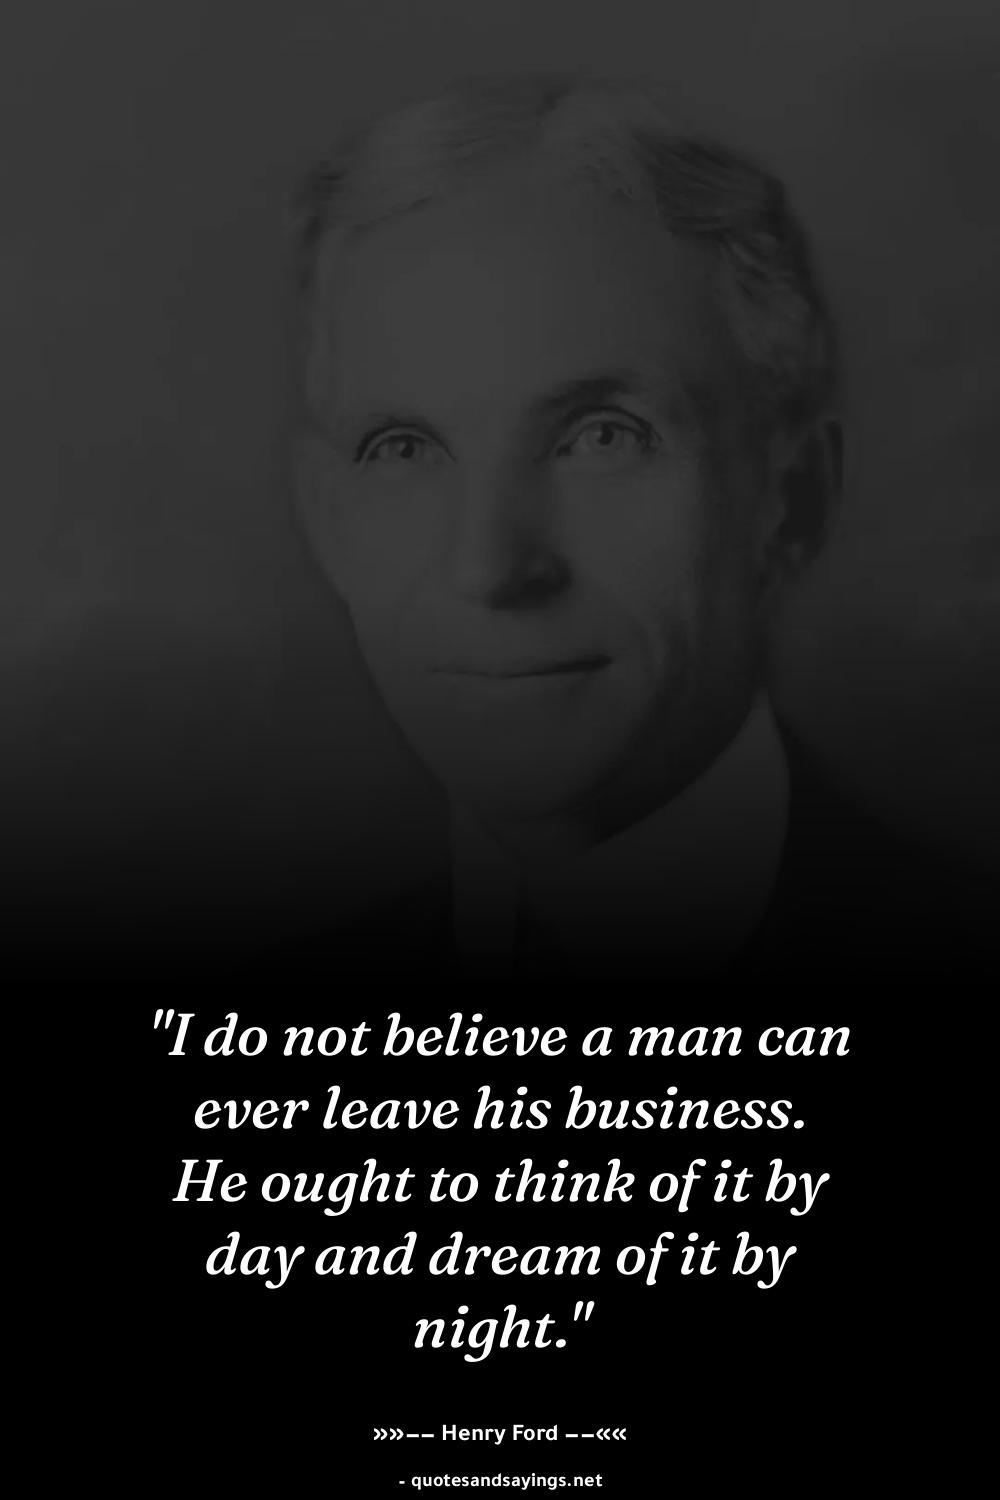 "I do not believe a man can
ever leave his business.
He ought to think of it by
day and dream of it by
night."
»»–– Henry Ford ––««
- quotesandsayings.net